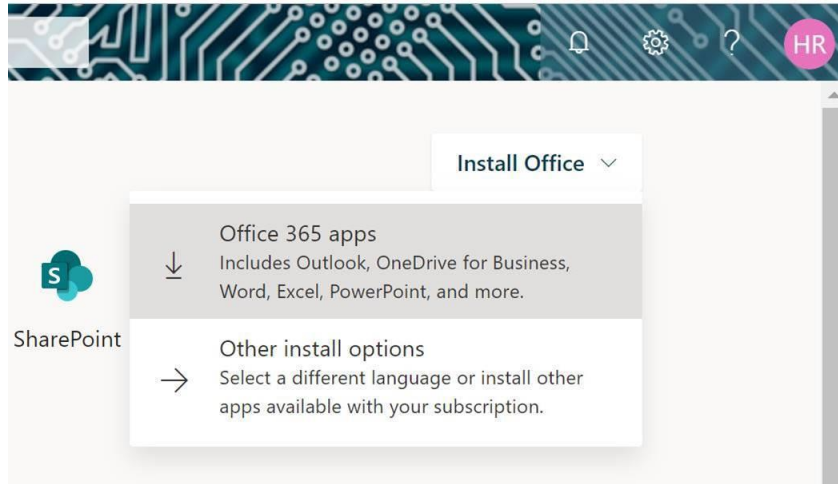 ?
HR
Install Office
Office 365 apps
Includes Outlook, OneDrive for Business,
Word, Excel, PowerPoint, and more.
S
SharePoint
Other install options
Select a different language or install other
apps available with your subscription.